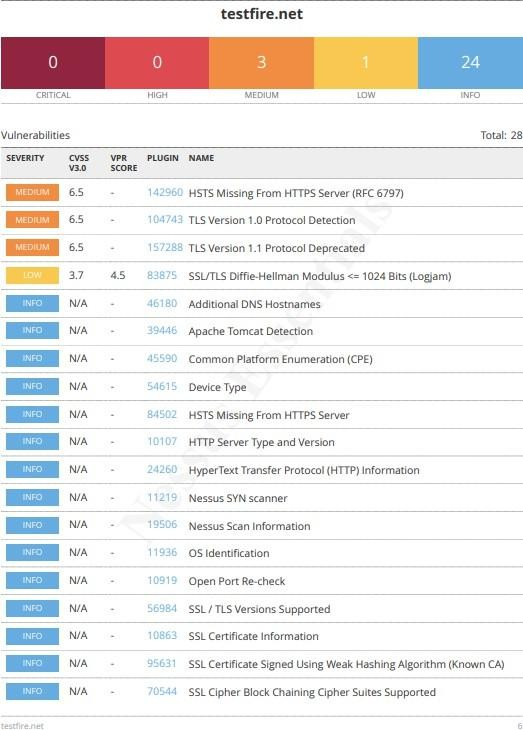 testfire.net
0 0 3 1 24
CRITICAL HIGH MEDIUM LOW INFO
Vulnerabilities Total: 28
SEVERITY CVSS V3.0 VPR SCORE PLUGIN NAME
MEDIUM 6.5 - 142960 HSTS Missing From HTTPS Server (RFC 6797)
MEDIUM 6.5 - 104743 TLS Version 1.0 Protocol Detection
MEDIUM 6.5 - 157288 TLS Version 1.1 Protocol Deprecated
LOW 3.7 4.5 83875 SSL/TLS Diffie-Hellman Modulus <= 1024 Bits (Logjam)
INFO N/A - 46180 Additional DNS Hostnames
INFO N/A - 39446 Apache Tomcat Detection
INFO N/A - 45590 Common Platform Enumeration (CPE)
INFO N/A - 54615 Device Type
INFO N/A - 84502 HSTS Missing From HTTPS Server
INFO N/A - 10107 HTTP Server Type and Version
INFO N/A - 24260 HyperText Transfer Protocol (HTTP) Information
INFO N/A - 11219 Nessus SYN scanner
INFO N/A - 19506 Nessus Scan Information
INFO N/A - 11936 OS Identification
INFO N/A - 10919 Open Port Re-check
INFO N/A - 56984 SSL / TLS Versions Supported
INFO N/A - 10863 SSL Certificate Information
INFO N/A - 95631 SSL Certificate Signed Using Weak Hashing Algorithm (Known CA)
INFO N/A - 70544 SSL Cipher Block Chaining Cipher Suites Supported
testfire.net 6
Nessus Essentials